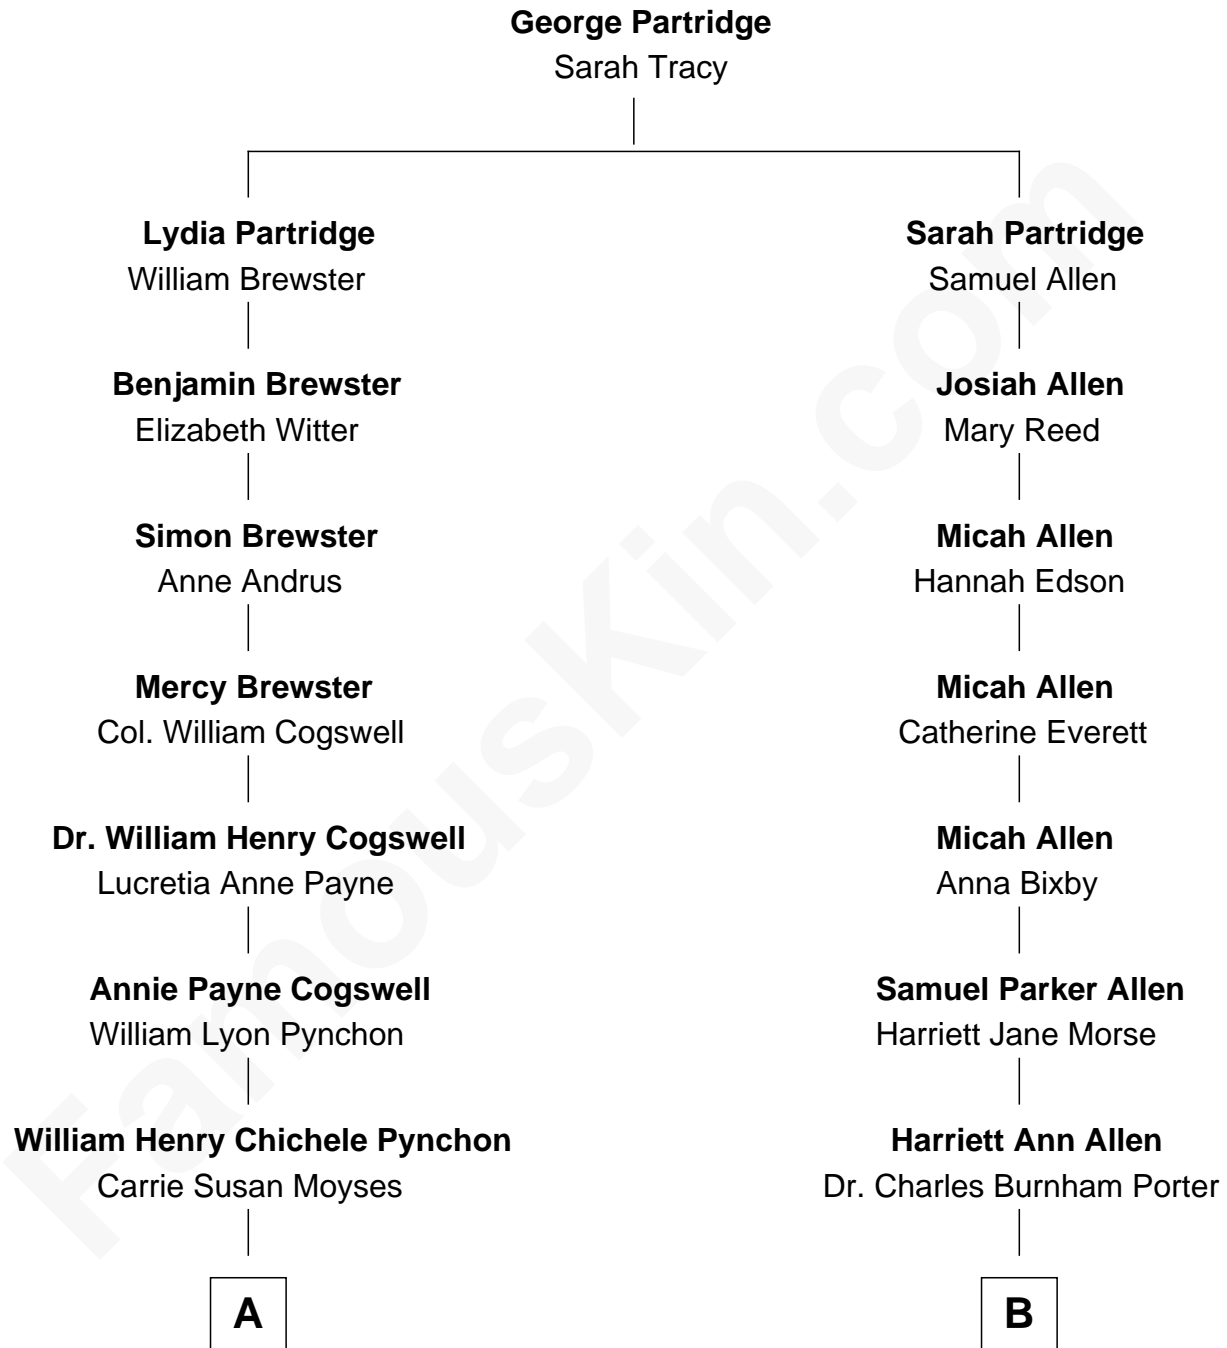 George Partridge
Sarah Tracy
Lydia Partridge
William Brewster
Sarah Partridge
Samuel Allen
Benjamin Brewster
Elizabeth Witter
Josiah Allen
Mary Reed
Simon Brewster
Anne Andrus
Micah Allen
Hannah Edson
Mercy Brewster
Col. William Cogswell
Micah Allen
Catherine Everett
Dr. William Henry Cogswell
Lucretia Anne Payne
Micah Allen
Anna Bixby
Annie Payne Cogswell
William Lyon Pynchon
Samuel Parker Allen
Harriett Jane Morse
William Henry Chichele Pynchon
Carrie Susan Moyses
Harriett Ann Allen
Dr. Charles Burnham Porter
A
B
FamousKin.com